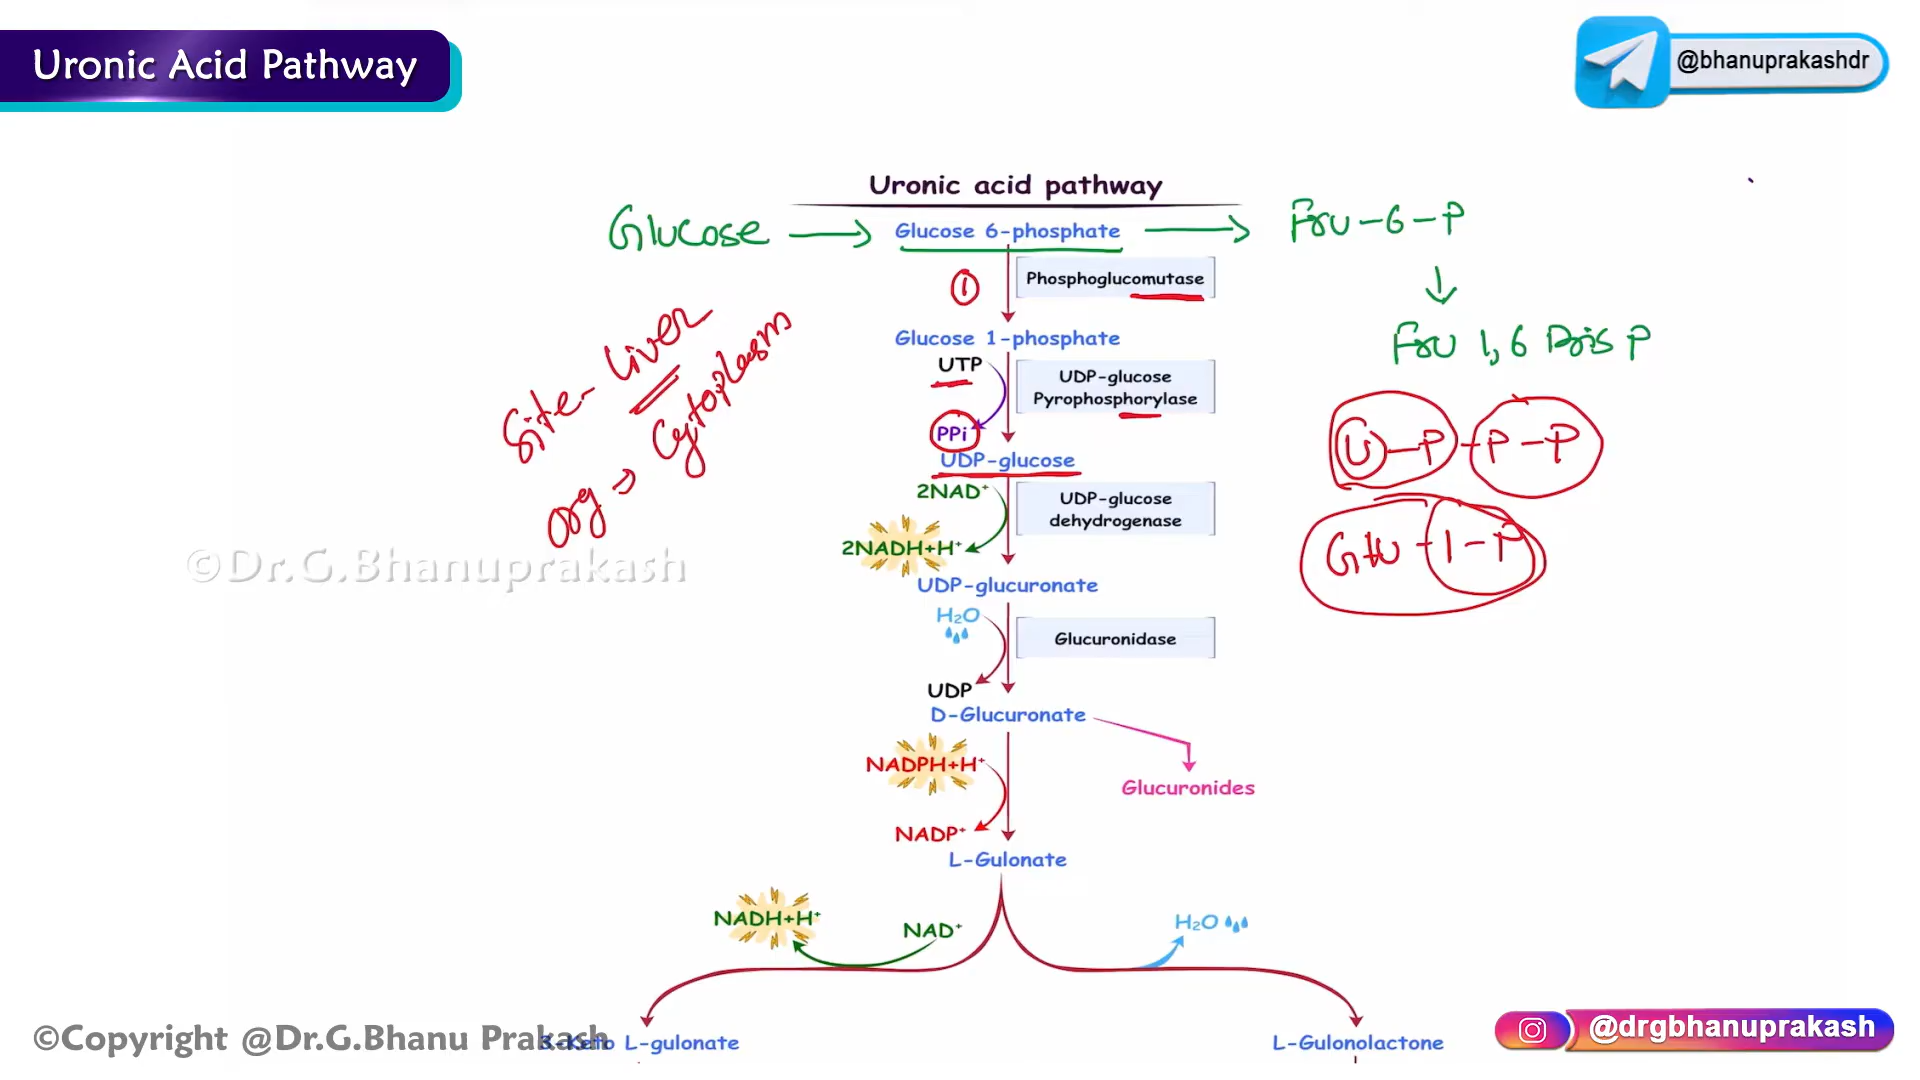 Uronic Acid Pathway
@bhanuprakashdr
Uronic acid pathway
Glucose
Glucose 6-phosphate
Fru-6-P
1
Phosphoglucomutase
Site- Liver
Org → Cytoplasm
Glucose 1-phosphate
Fru 1,6 Bis P
UTP
UDP-glucose
Pyrophosphorylase
PPi
U-P-P-P
UDP-glucose
2NAD⁺
UDP-glucose
dehydrogenase
2NADH+H⁺
Glu-1-P
©Dr.G.Bhanuprakash
UDP-glucuronate
H₂O
Glucuronidase
UDP
D-Glucuronate
NADPH+H⁺
Glucuronides
NADP⁺
L-Gulonate
NADH+H⁺
NAD⁺
H₂O
©Copyright @Dr.G.Bhanu Prakash
3-Keto L-gulonate
L-Gulonolactone
@drgbhanuprakash